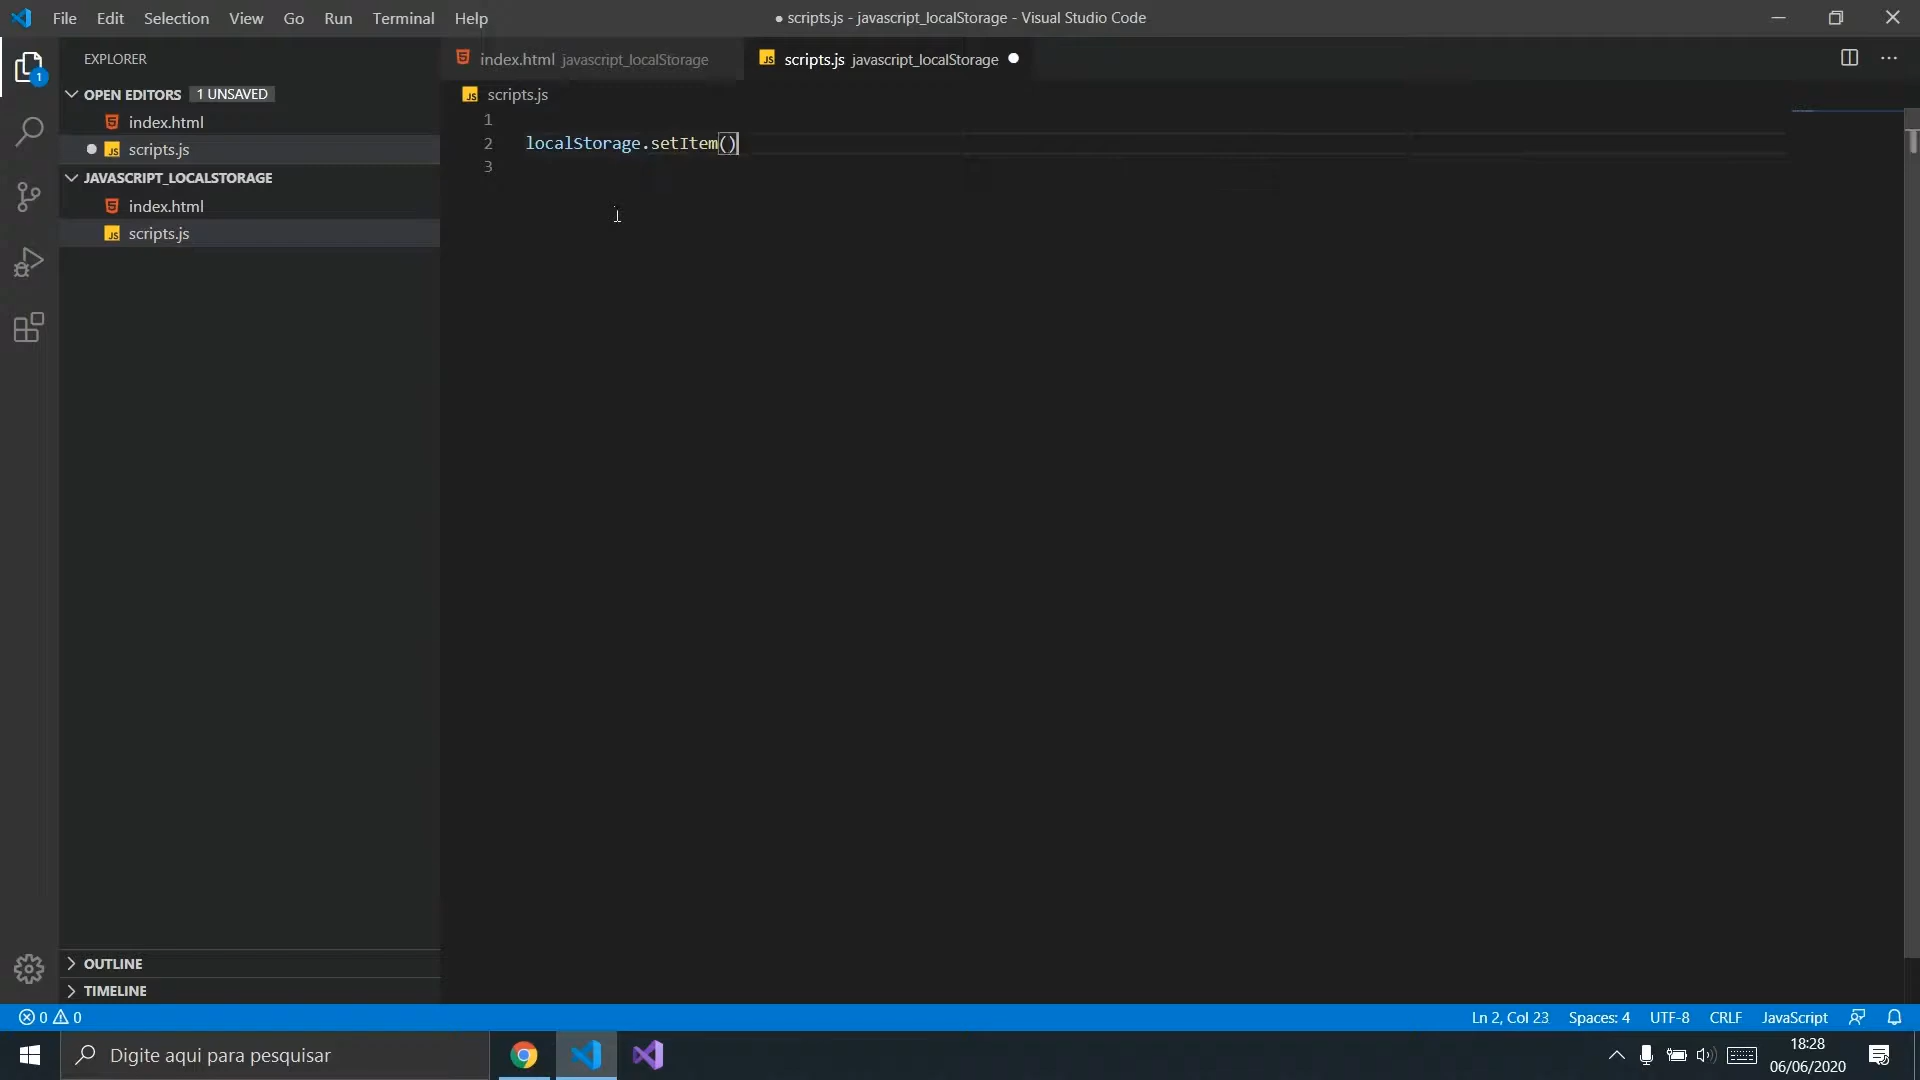 File Edit Selection View Go Run Terminal Help
● scripts.js - javascript_localStorage - Visual Studio Code
EXPLORER
OPEN EDITORS 1 UNSAVED
index.html
scripts.js
JAVASCRIPT_LOCALSTORAGE
index.html
scripts.js
OUTLINE
TIMELINE
1
index.html javascript_localStorage
scripts.js javascript_localStorage
JS scripts.js
1
2 localStorage.setItem()
3
0 0
Ln 2, Col 23 Spaces: 4 UTF-8 CRLF JavaScript
Digite aqui para pesquisar
18:28
06/06/2020